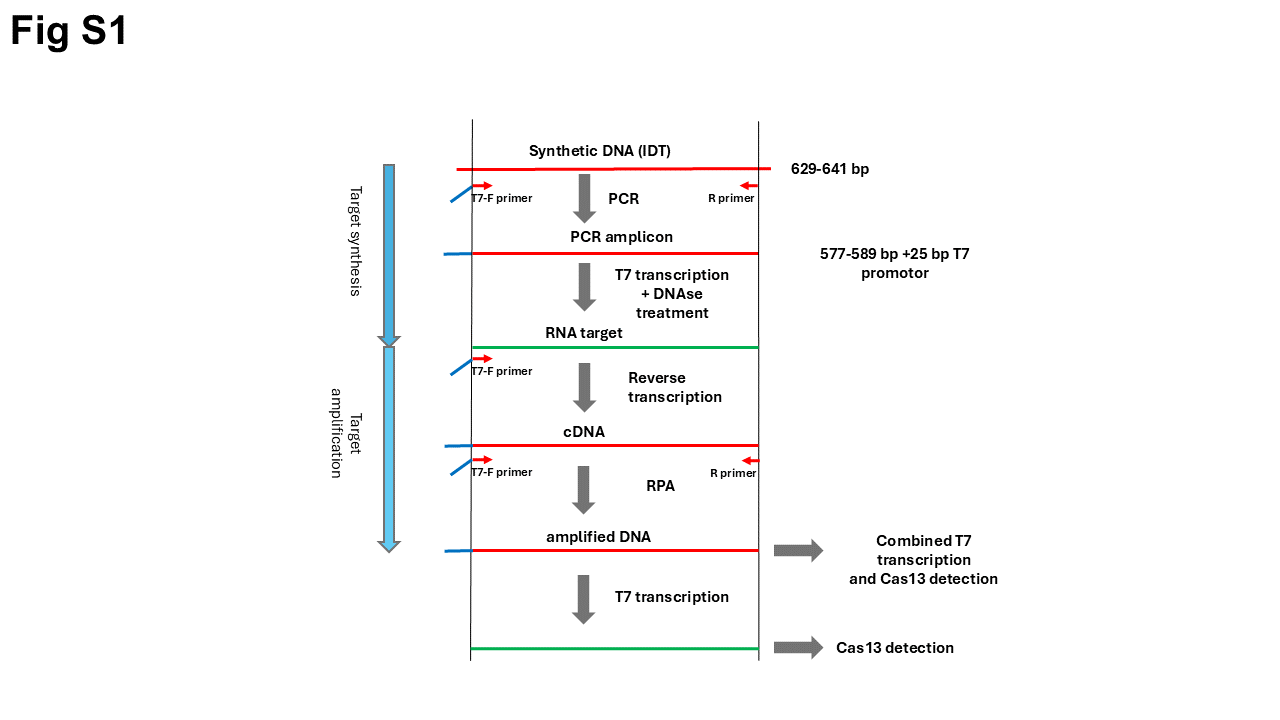 Fig S1
Synthetic DNA (IDT)
629-641 bp
T7-F primer
PCR
R primer
PCR amplicon
577-589 bp +25 bp T7
promotor
T7 transcription
+ DNAse
treatment
Target synthesis
RNA target
T7-F primer
Reverse
transcription
Target
amplification
cDNA
T7-F primer
R primer
RPA
amplified DNA
Combined T7
transcription
and Cas13 detection
T7 transcription
Cas13 detection